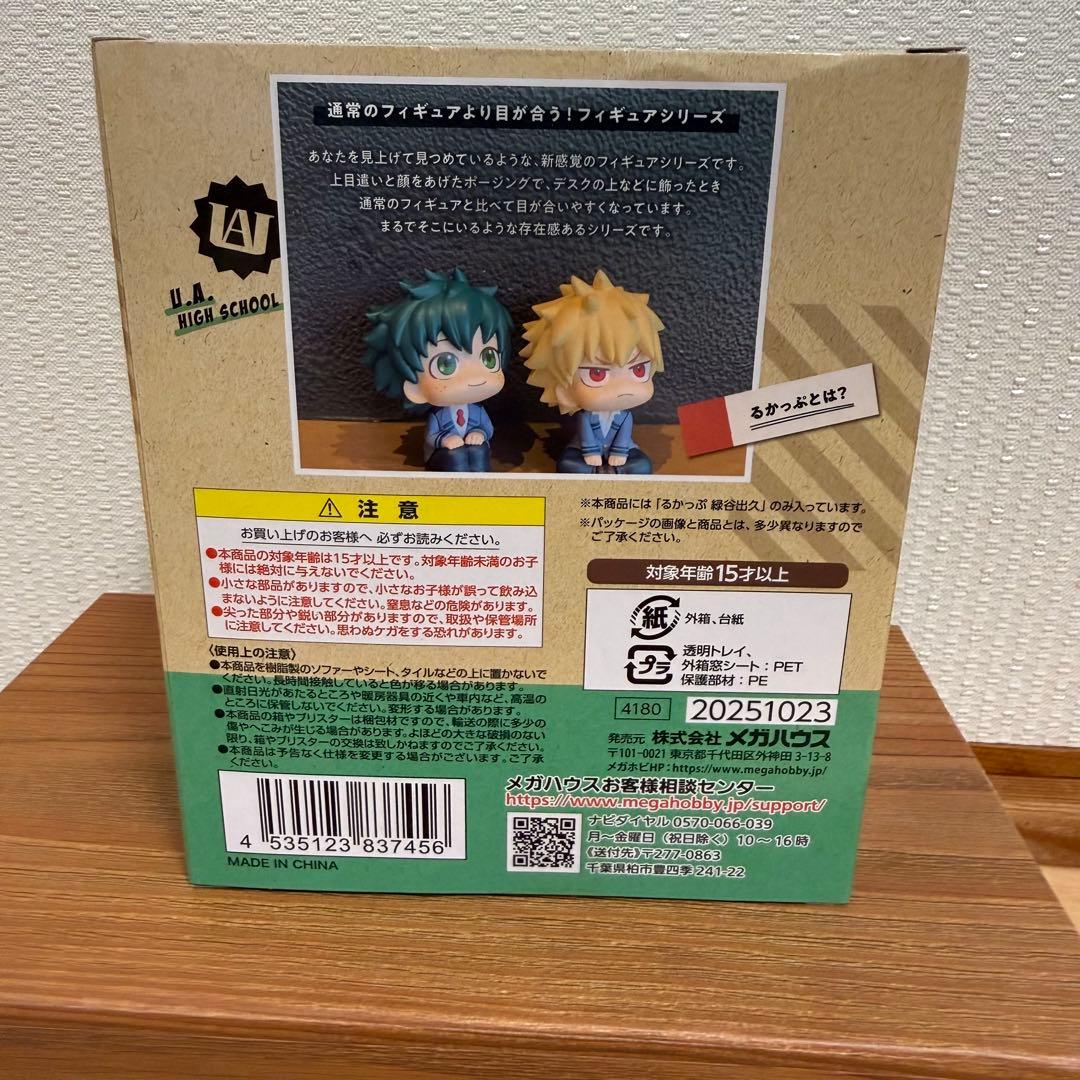 通常のフィギュアより目が合う!フィギュアシリーズ
あなたを見上げて見つめているような、新感覚のフィギュアシリーズです。
上目遣いと顔をあげたポージングで、デスクの上などに飾ったとき
通常のフィギュアと比べて目が合いやすくなっています。
まるでそこにいるような存在感あるシリーズです。
UA
U.A.
HIGH SCHOOL
るかっぷとは?
注意
お買い上げのお客様へ 必ずお読みください。
●本商品の対象年齢は15才以上です。対象年齢未満のお子
様には絶対に与えないでください。
●小さな部品がありますので、小さなお子様が誤って飲み込
まないように注意してください。窒息などの危険があります。
●尖った部分や鋭い部分がありますので、取扱や保管場所
に注意してください。思わぬケガをする恐れがあります。
〈使用上の注意〉
●本商品を樹脂製のソファーやシート、タイルなどの上に置かないで
ください。長時間接触していると色が移る場合があります。
●直射日光があたるところや暖房器具の近くや車内など、高温の
ところに保管しないでください。変形する場合があります。
●本商品の箱やブリスターは梱包材ですので、輸送の際に多少の
傷やへこみが生じる場合があります。よほどの大きな破損のない
限り、箱やブリスターの交換は致しかねますのでご了承ください。
●本商品は予告なく仕様を変更する場合がございます。ご了承くだ
さい。
4 535123 837456
MADE IN CHINA
※本商品には「るかっぷ 緑谷出久」のみ入っています。
※パッケージの画像と商品とは、多少異なりますので
ご了承ください。
対象年齢15才以上
紙 外箱、台紙
プラ
透明トレイ、
外箱窓シート:PET
保護部材:PE
4180 20251023
発売元 株式会社 メガハウス
〒101-0021 東京都千代田区外神田 3-13-8
メガホビHP:https://www.megahobby.jp/
メガハウスお客様相談センター
https://www.megahobby.jp/support/
ナビダイヤル 0570-066-039
月~金曜日(祝日除く)10~16時
《送付先》〒277-0863
千葉県柏市豊四季 241-22